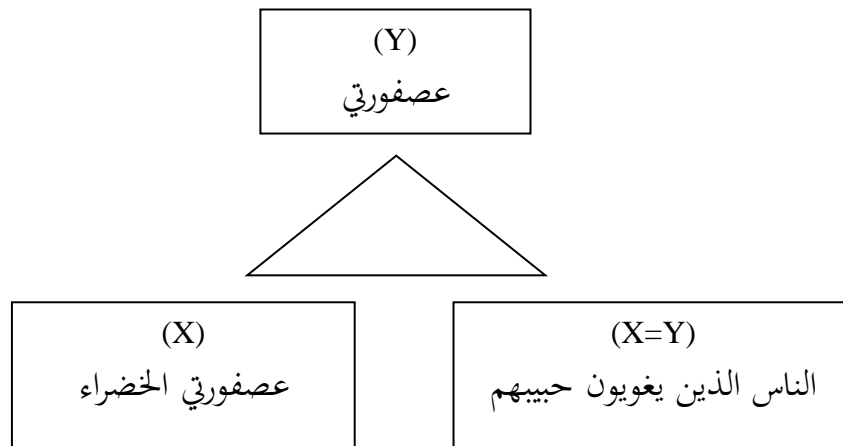 (Y)
عصفورتي
(X)
عصفورتي الخضراء
(X=Y)
الناس الذين يغويون حبيبهم